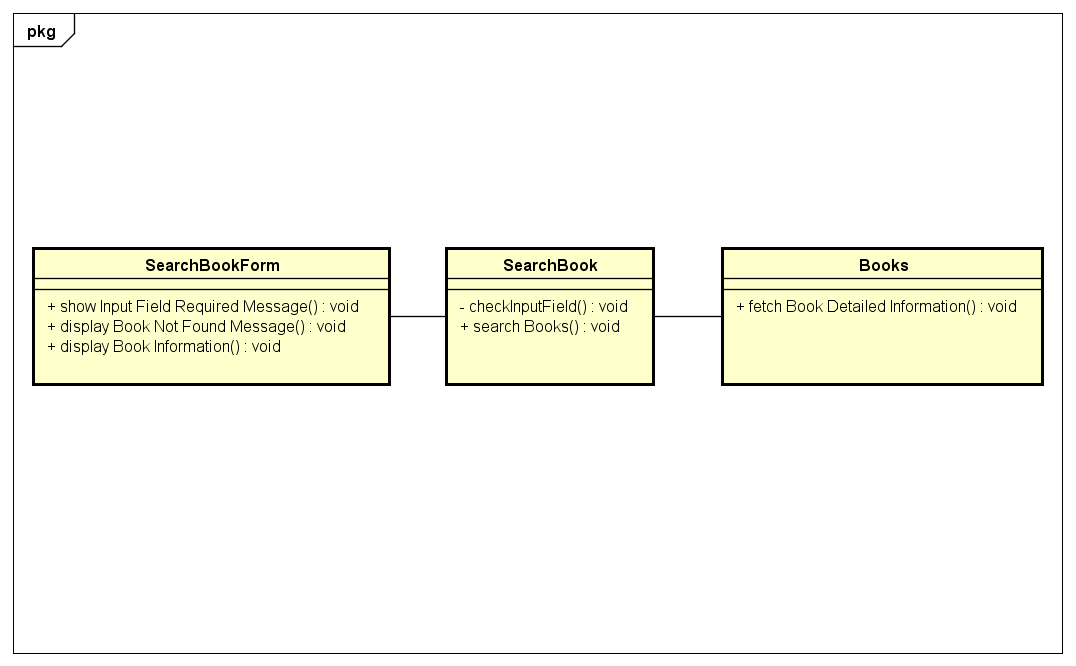 pkg
SearchBookForm
+ show Input Field Required Message() : void
+ display Book Not Found Message() : void
+ display Book Information() : void
SearchBook
- checkInputField() : void
+ search Books() : void
Books
+ fetch Book Detailed Information() : void